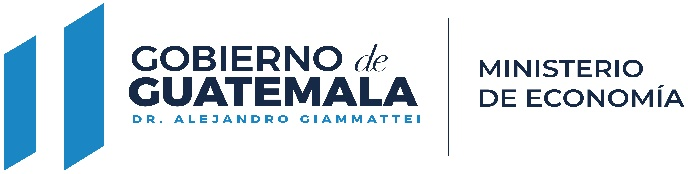 GOBIERNO de
GUATEMALA
DR. ALEJANDRO GIAMMATTEI
MINISTERIO
DE ECONOMÍA